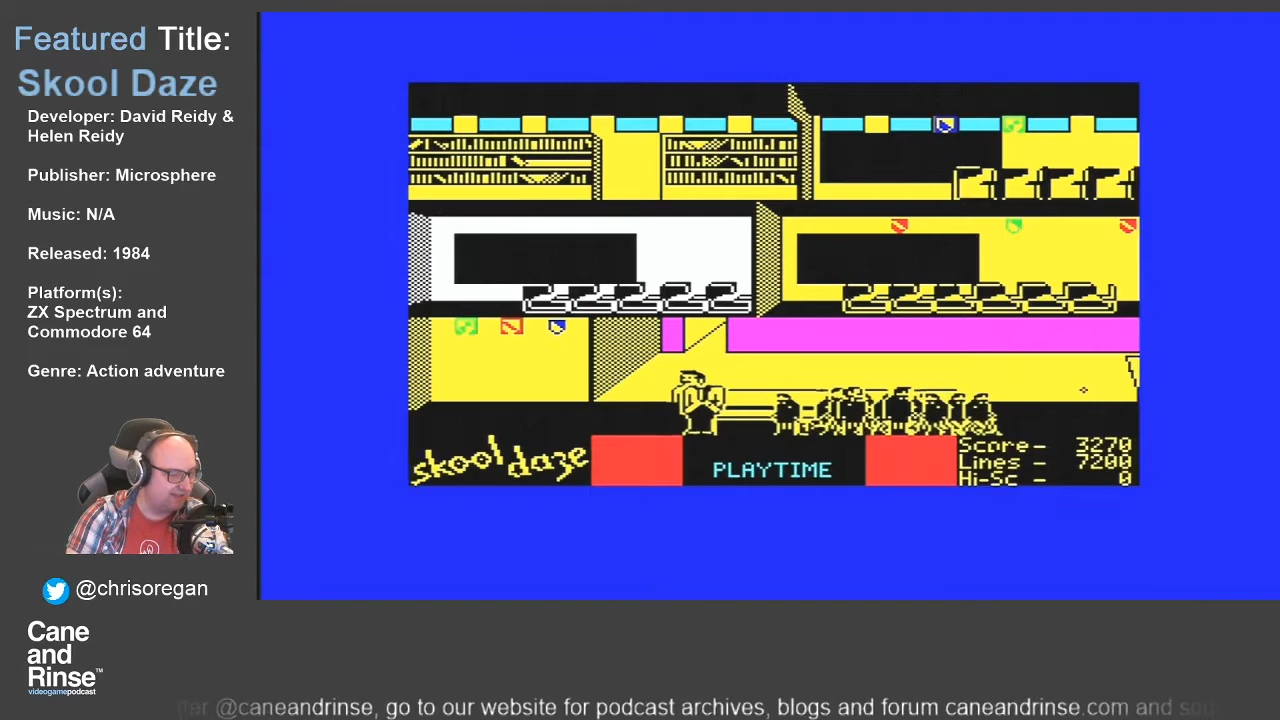 Featured Title:
Skool Daze
Developer: David Reidy &
Helen Reidy
Publisher: Microsphere
Music: N/A
Released: 1984
Platform(s):
ZX Spectrum and
Commodore 64
Genre: Action adventure
@chrisoregan
Cane
and
Rinse™
videogamepodcast
skool daze
PLAYTIME
Score- 3270
Lines - 7200
Hi-Sc - 0
@caneandrinse, go to our website for podcast archives, blogs and forum caneandrinse.com and